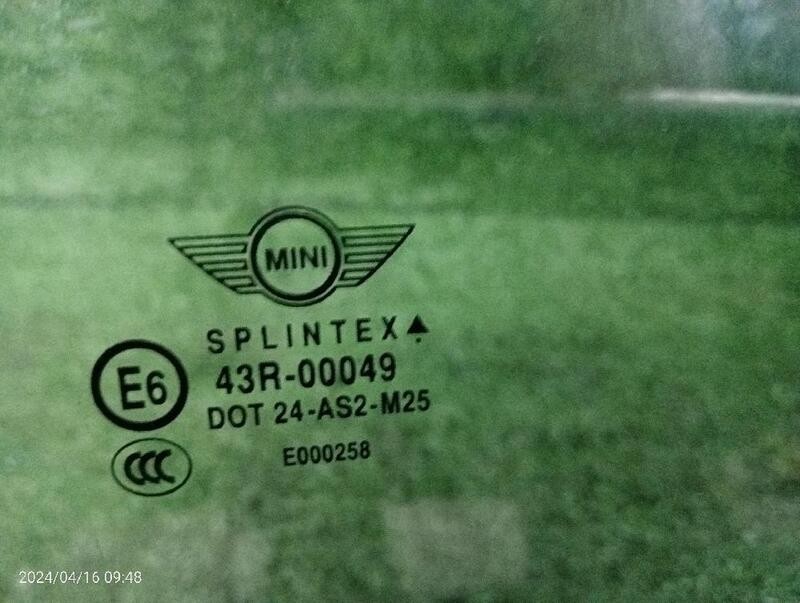 MINI
SPLINTEX▲
43R-00049
E6
DOT 24-AS2-M25
E000258
CCC
2024/04/16 09:48